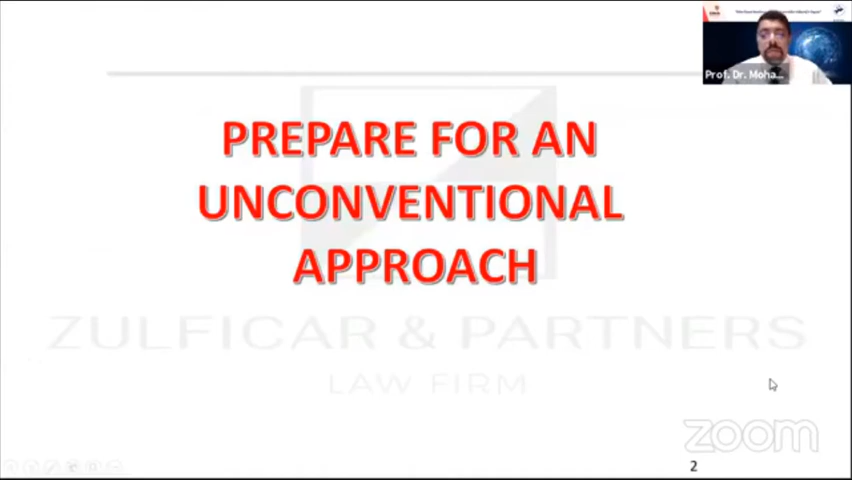 Prof. Dr. Moha...
PREPARE FOR AN
UNCONVENTIONAL
APPROACH
ZULFICAR & PARTNERS
LAW FIRM
zoom
2